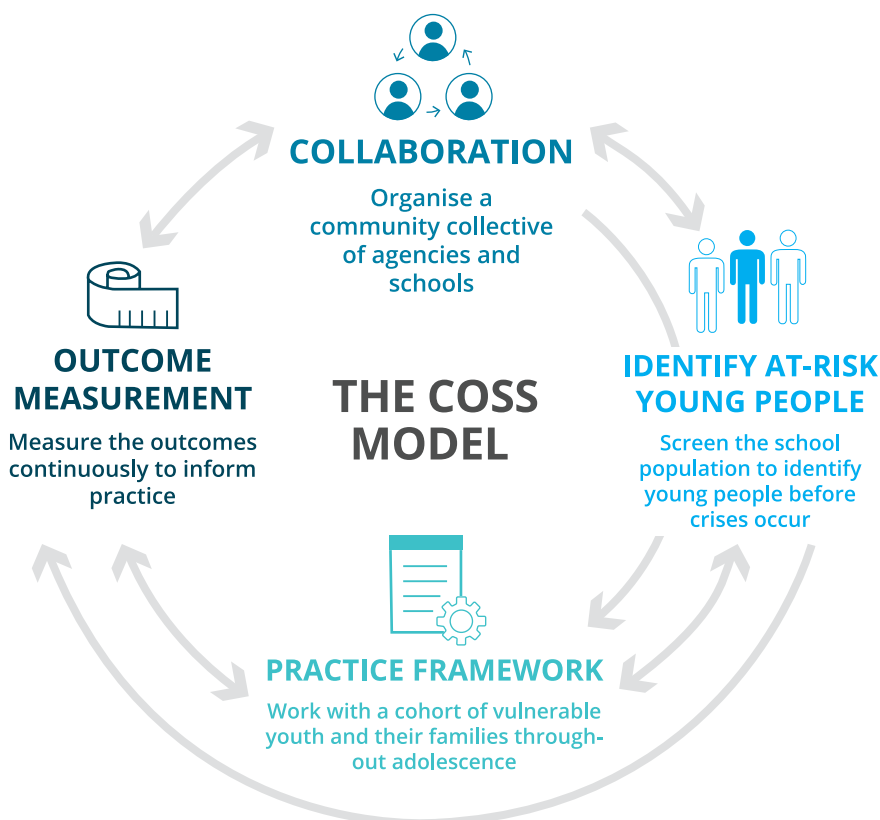 COLLABORATION
Organise a
community collective
of agencies and
schools
OUTCOME
MEASUREMENT
Measure the outcomes
continuously to inform
practice
THE COSS
MODEL
IDENTIFY AT-RISK
YOUNG PEOPLE
Screen the school
population to identify
young people before
crises occur
PRACTICE FRAMEWORK
Work with a cohort of vulnerable
youth and their families through-
out adolescence